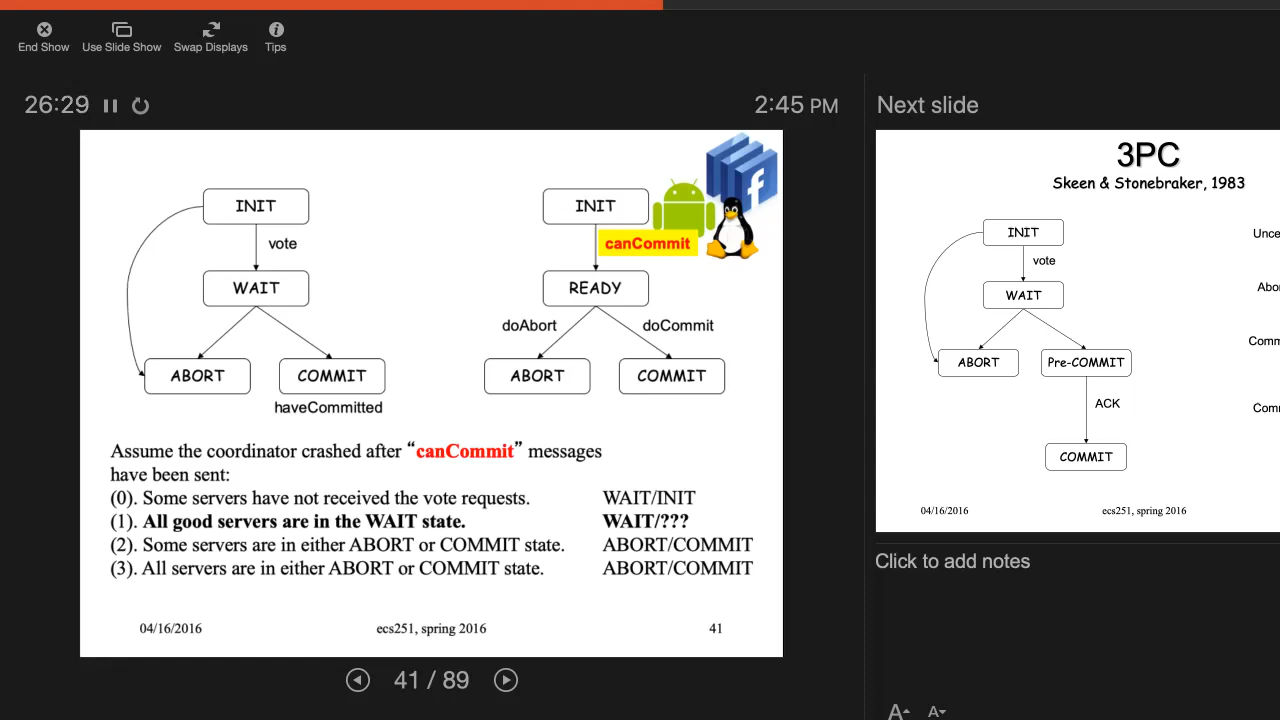 End Show
Use Slide Show
Swap Displays
Tips
26:29
2:45 PM
INIT
vote
WAIT
ABORT
COMMIT
haveCommitted
INIT
canCommit
READY
doAbort
doCommit
ABORT
COMMIT
f
Assume the coordinator crashed after “canCommit” messages
have been sent:
(0). Some servers have not received the vote requests. WAIT/INIT
(1). All good servers are in the WAIT state. WAIT/???
(2). Some servers are in either ABORT or COMMIT state. ABORT/COMMIT
(3). All servers are in either ABORT or COMMIT state. ABORT/COMMIT
04/16/2016
ecs251, spring 2016
41
41 / 89
Next slide
3PC
Skeen & Stonebraker, 1983
INIT
vote
WAIT
ABORT
Pre-COMMIT
ACK
COMMIT
Unce
Abor
Comm
Comm
04/16/2016
ecs251, spring 2016
Click to add notes
A
A